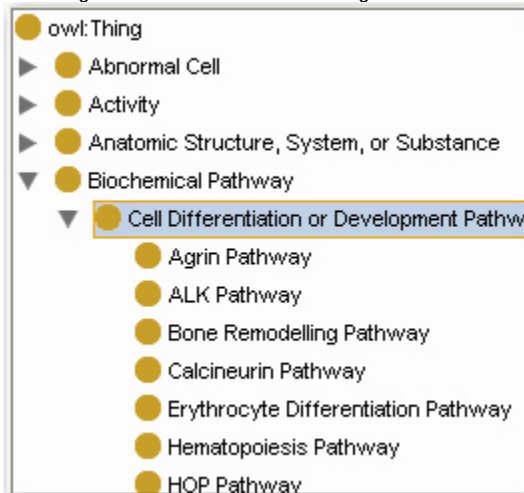 owl:Thing
Abnormal Cell
Activity
Anatomic Structure, System, or Substance
Biochemical Pathway
Cell Differentiation or Development Pathw
Agrin Pathway
ALK Pathway
Bone Remodelling Pathway
Calcineurin Pathway
Erythrocyte Differentiation Pathway
Hematopoiesis Pathway
HOP Pathway